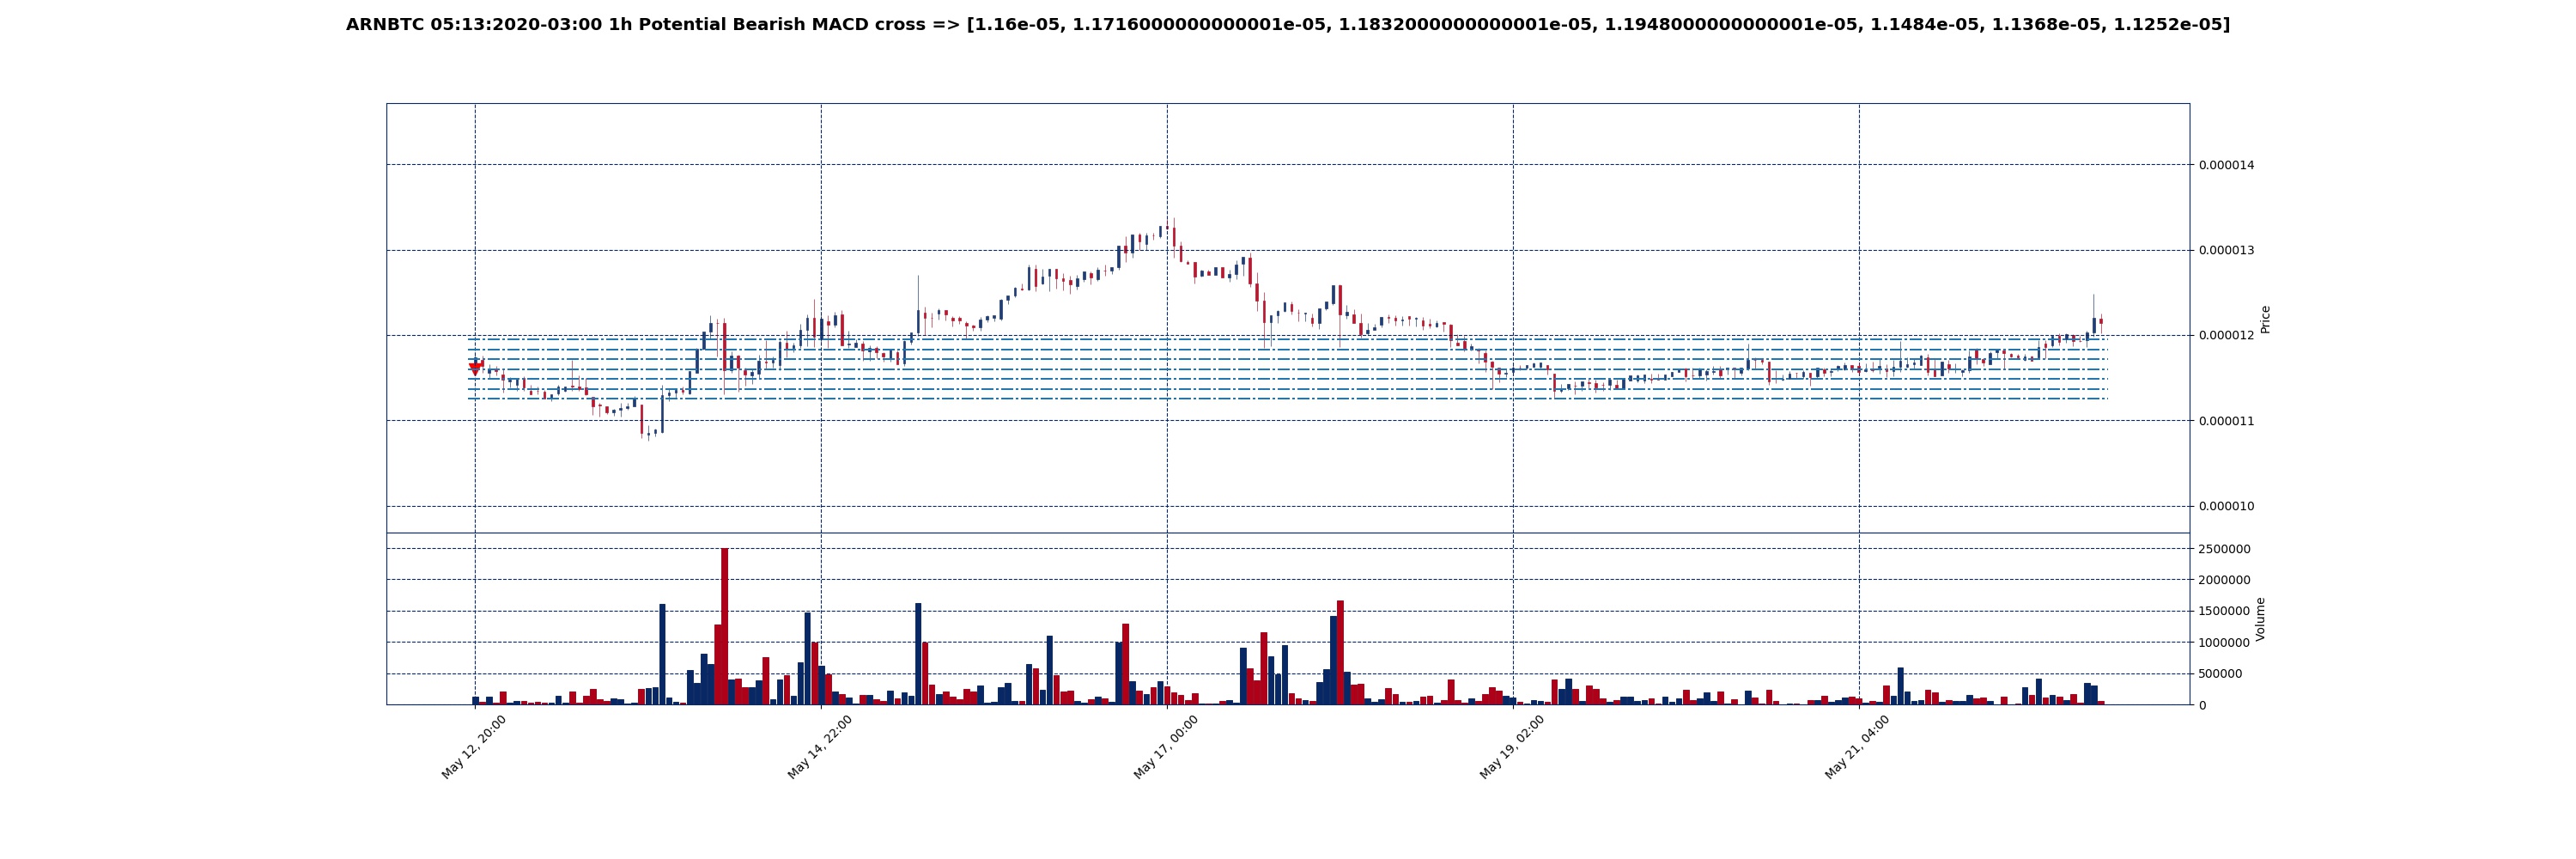 ARNBTC 05:13:2020-03:00 1h Potential Bearish MACD cross => [1.16e-05, 1.1716000000000001e-05, 1.1832000000000001e-05, 1.1948000000000001e-05, 1.1484e-05, 1.1368e-05, 1.1252e-05]
0.000014
0.000013
0.000012
0.000011
0.000010
Price
2500000
2000000
1500000
1000000
500000
0
Volume
May 12, 20:00
May 14, 22:00
May 17, 00:00
May 19, 02:00
May 21, 04:00